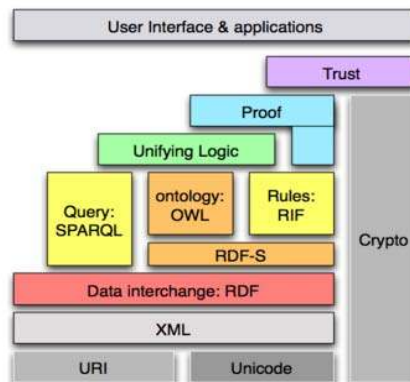 User Interface & applications
Trust
Proof
Unifying Logic
Query:
SPARQL
ontology:
OWL
Rules:
RIF
Crypto
RDF-S
Data interchange: RDF
XML
URI
Unicode